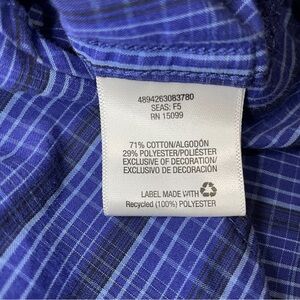 4894263083780
SEAS: F5
RN 15099
71% COTTON/ALGODÓN
29% POLYESTER/POLIÉSTER
EXCLUSIVE OF DECORATION/
EXCLUSIVO DE DECORACIÓN
LABEL MADE WITH
Recycled (100%) POLYESTER